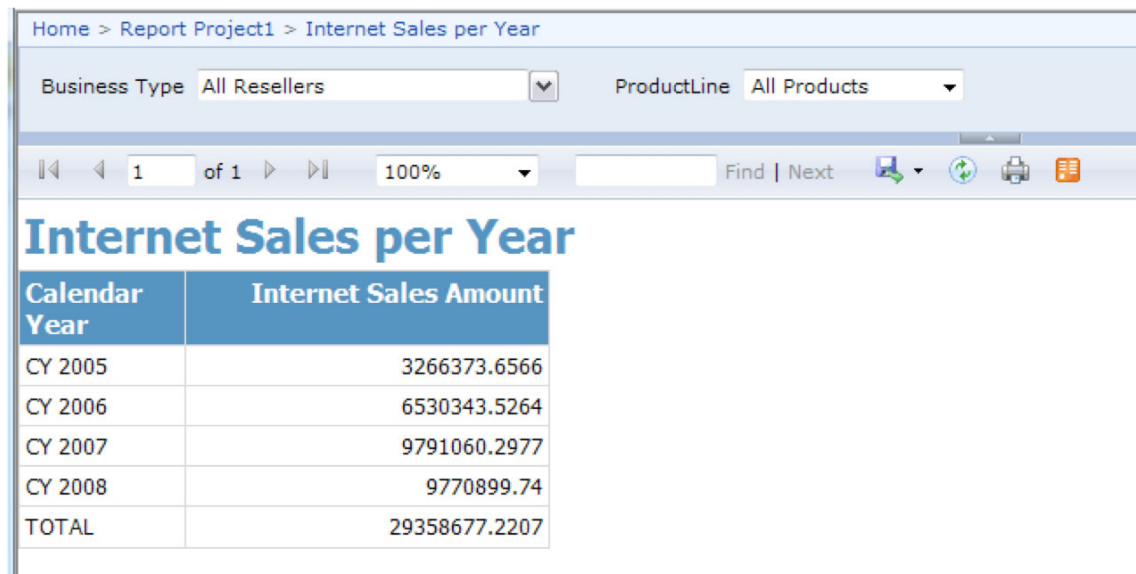 Home > Report Project1 > Internet Sales per Year
Business Type All Resellers ProductLine All Products
1 of 1 100% Find | Next
Internet Sales per Year
Calendar Year Internet Sales Amount
CY 2005 3266373.6566
CY 2006 6530343.5264
CY 2007 9791060.2977
CY 2008 9770899.74
TOTAL 29358677.2207